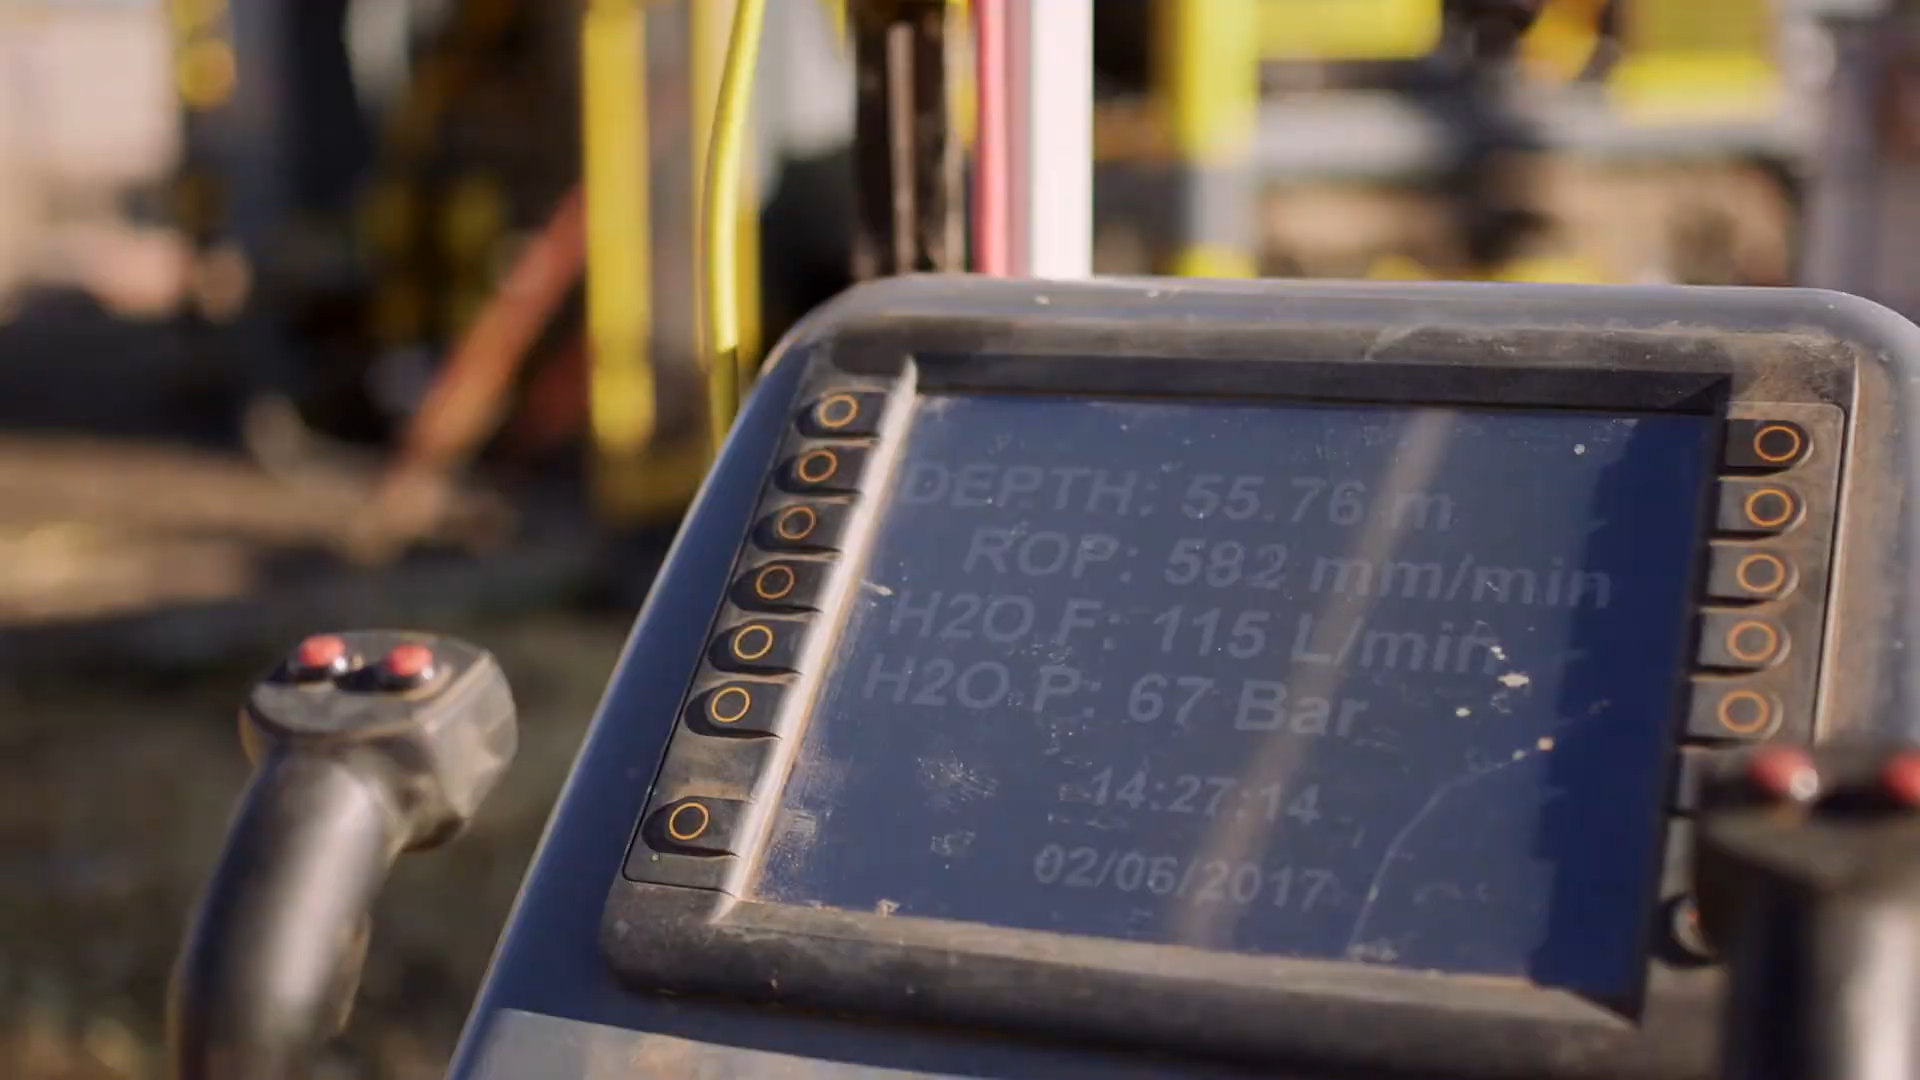 DEPTH: 55.76 m
ROP: 582 mm/min
H2O F: 115 L/min
H2O P: 67 Bar
14:27:14
02/06/2017